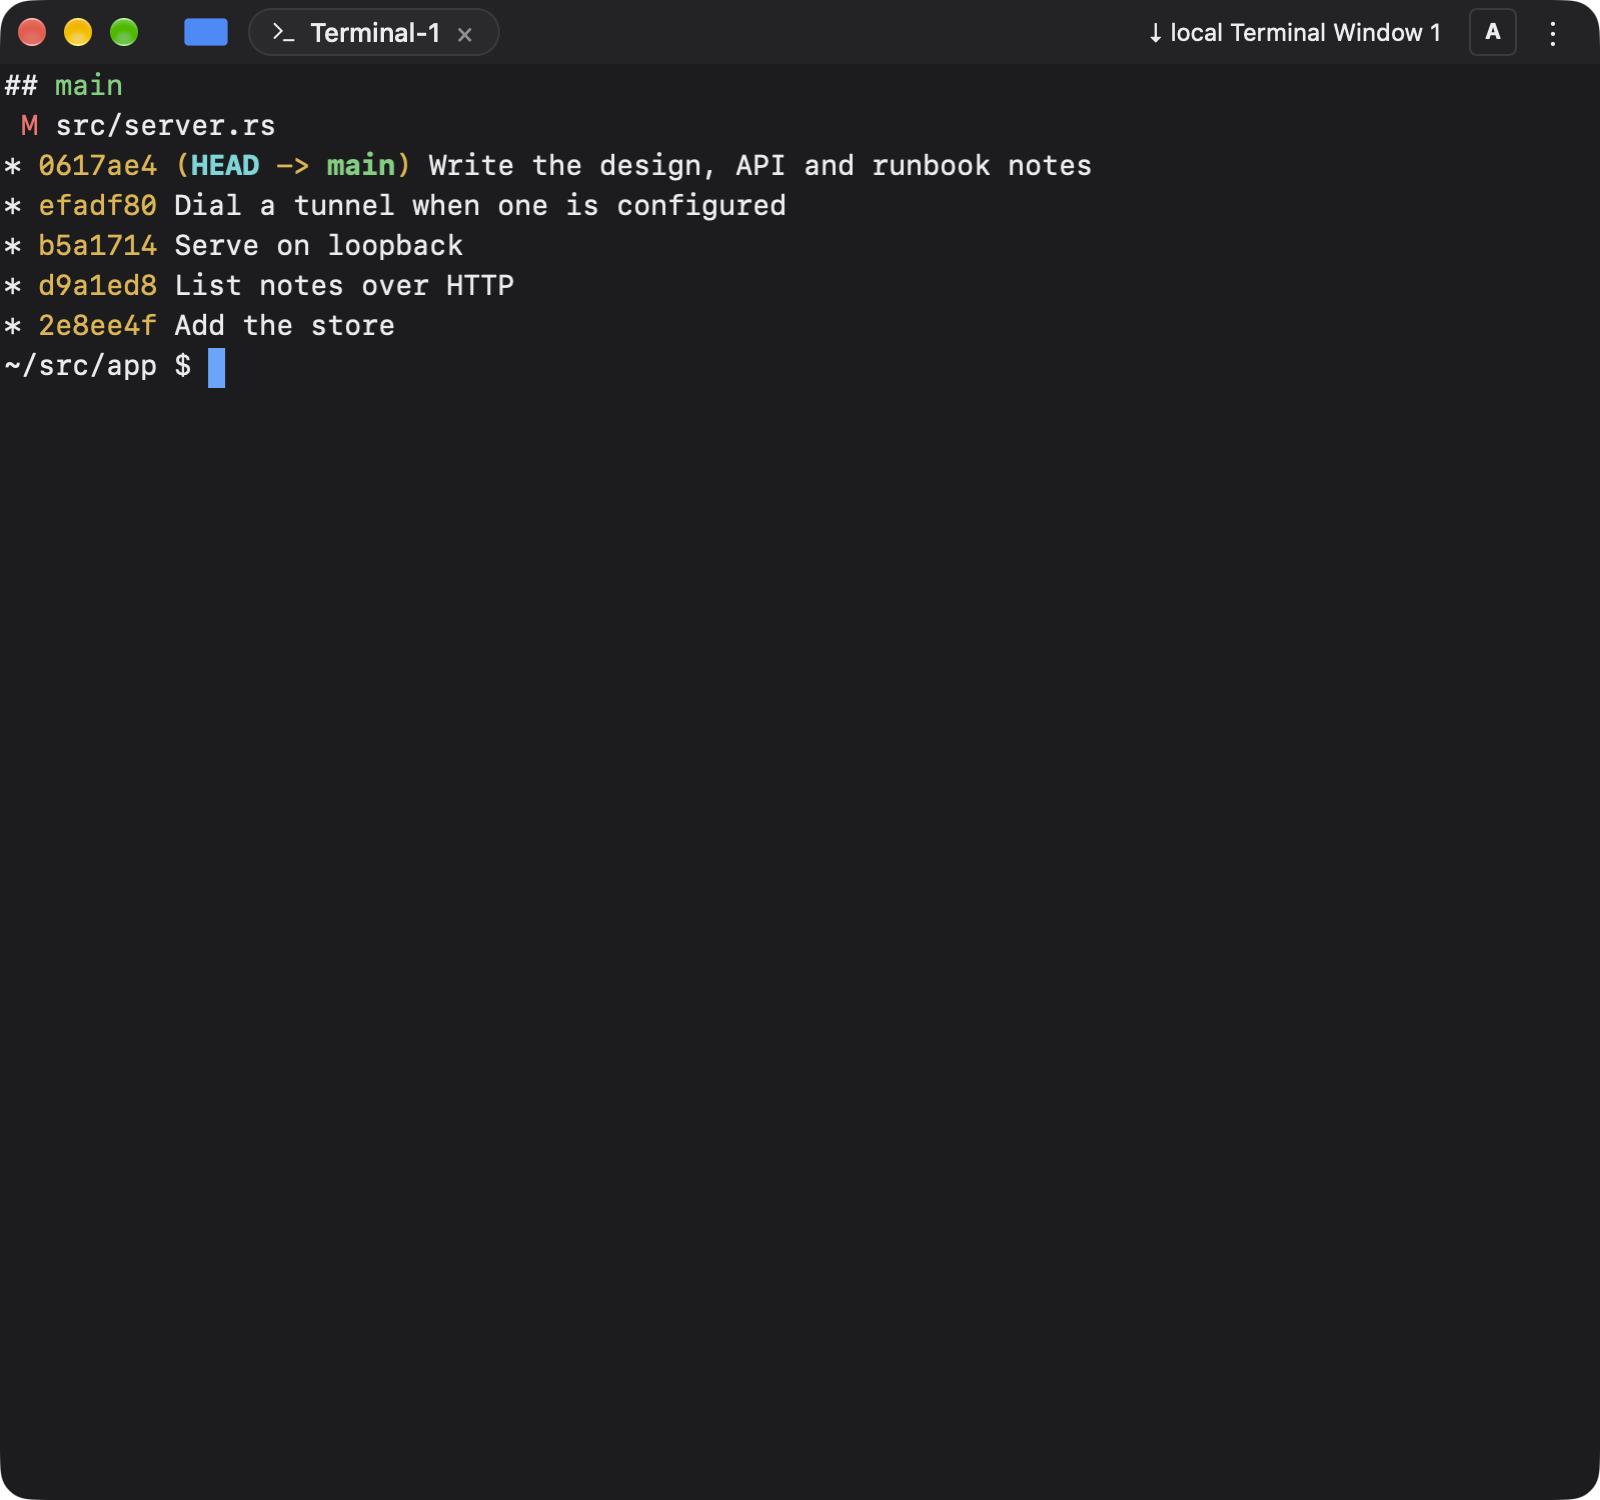 >_ Terminal-1 ×
↓ local Terminal Window 1
A
## main
 M src/server.rs
* 0617ae4 (HEAD -> main) Write the design, API and runbook notes
* efadf80 Dial a tunnel when one is configured
* b5a1714 Serve on loopback
* d9a1ed8 List notes over HTTP
* 2e8ee4f Add the store
~/src/app $